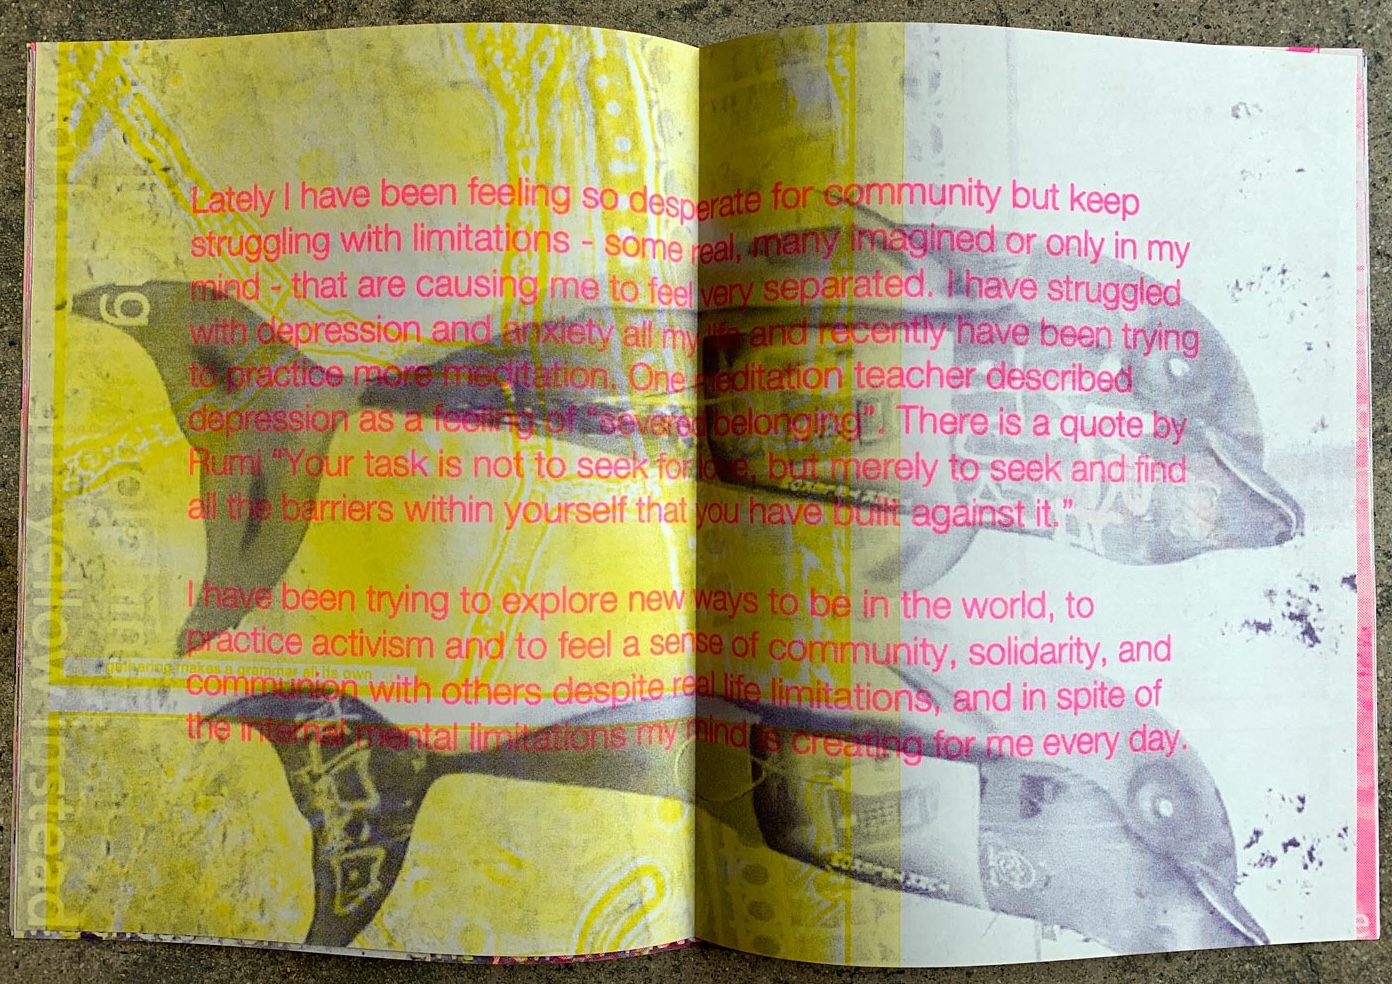 Lately I have been feeling so desperate for community but keep
struggling with limitations - some real, many imagined or only in my
mind - that are causing me to feel very separated. I have struggled
with depression and anxiety all my life and recently have been trying
to practice more meditation. One meditation teacher described
depression as a feeling of “severed belonging”. There is a quote by
Rumi “Your task is not to seek for love, but merely to seek and find
all the barriers within yourself that you have built against it.”
I have been trying to explore new ways to be in the world, to
practice activism and to feel a sense of community, solidarity, and
gathering makes a grammar of its own
communion with others despite real life limitations, and in spite of
the internal mental limitations my mind is creating for me every day.